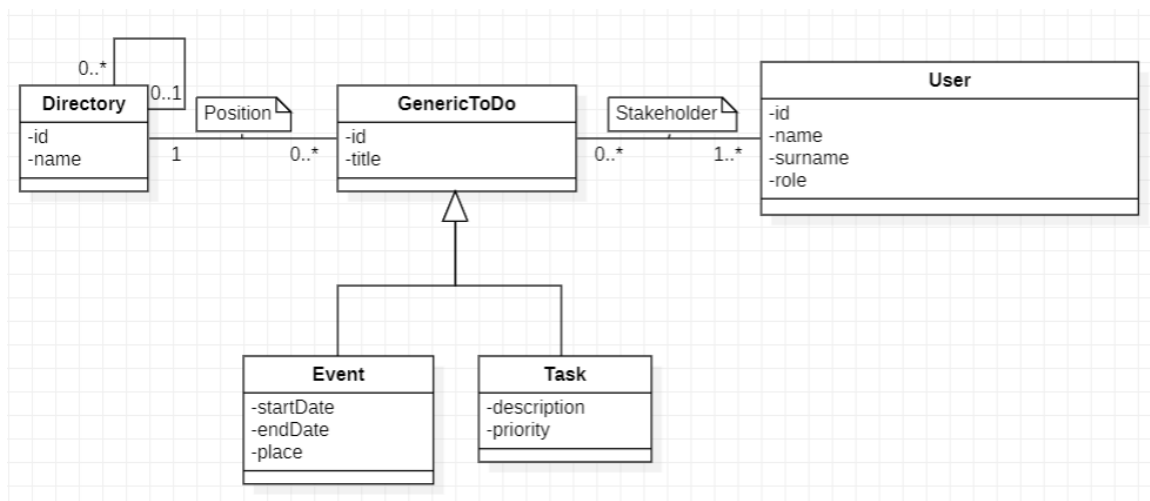 0..*
0..1
Directory
-id
-name
Position
1
0..*
GenericToDo
-id
-title
Stakeholder
0..*
1..*
User
-id
-name
-surname
-role
Event
-startDate
-endDate
-place
Task
-description
-priority